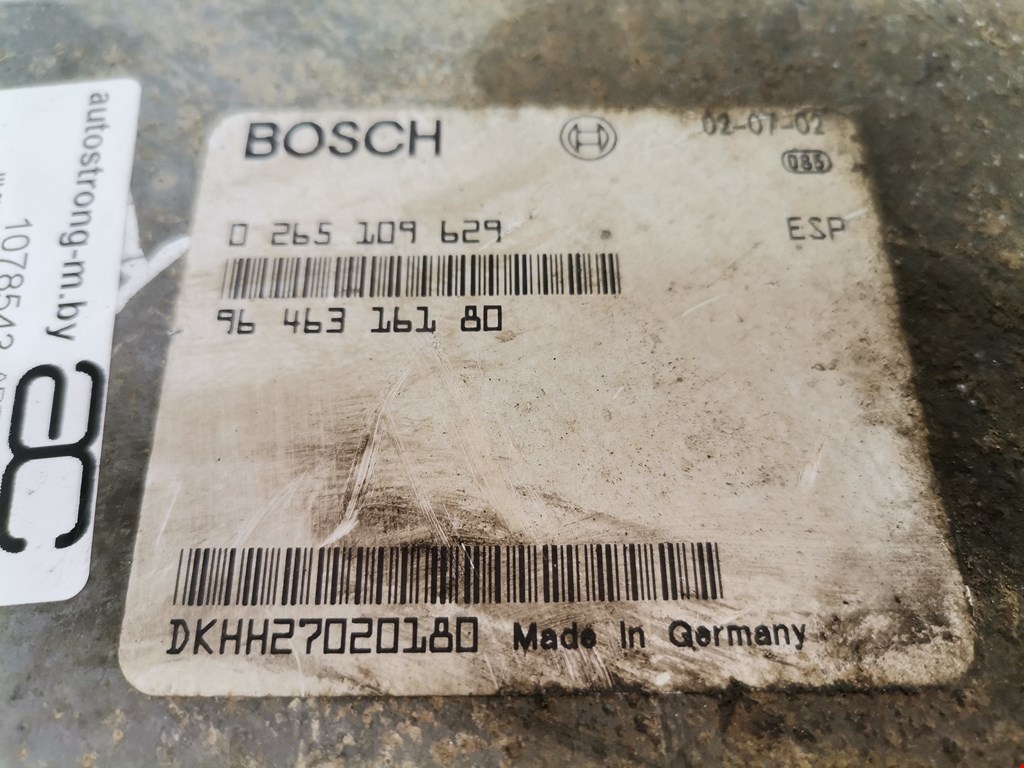 BOSCH
02-07-02
085
0 265 109 629
ESP
96 463 161 80
DKHH27020180 Made In Germany
autostrong-m.by
ac